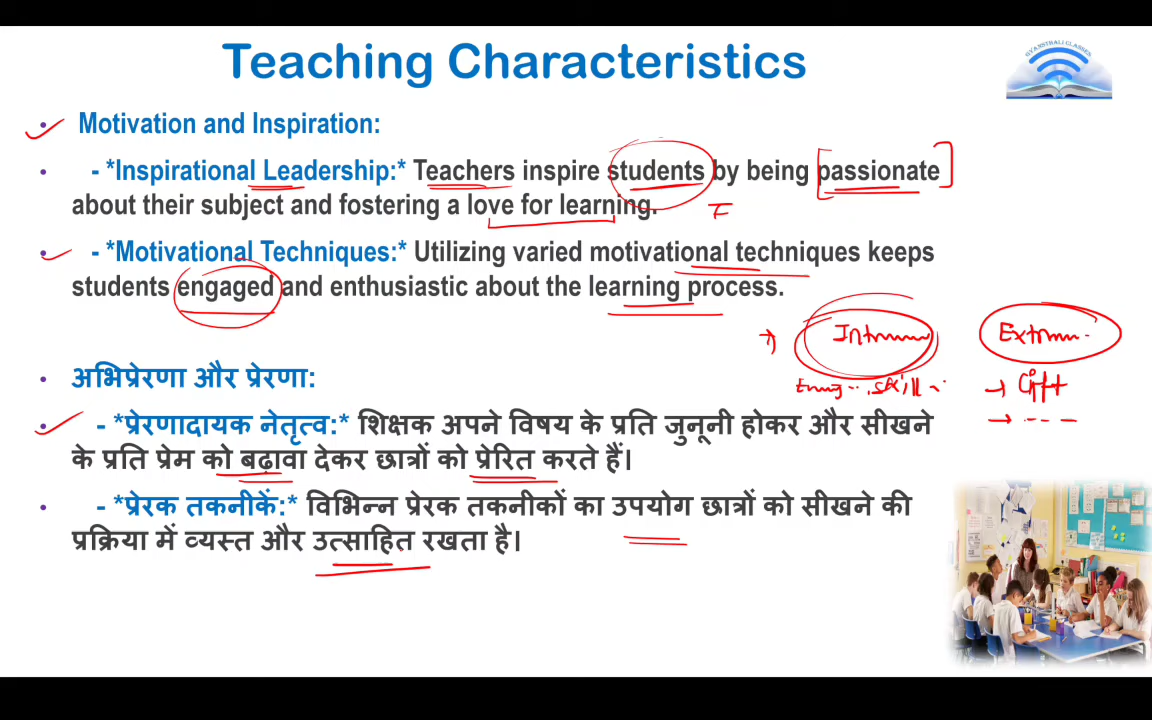 Teaching Characteristics
GYANSTHALI CLASSES
• Motivation and Inspiration:
• - *Inspirational Leadership:* Teachers inspire students by being passionate
about their subject and fostering a love for learning.
• - *Motivational Techniques:* Utilizing varied motivational techniques keeps
students engaged and enthusiastic about the learning process.
• अभिप्रेरणा और प्रेरणा:
• - *प्रेरणादायक नेतृत्व:* शिक्षक अपने विषय के प्रति जुनूनी होकर और सीखने
के प्रति प्रेम को बढ़ावा देकर छात्रों को प्रेरित करते हैं।
• - *प्रेरक तकनीकें:* विभिन्न प्रेरक तकनीकों का उपयोग छात्रों को सीखने की
प्रक्रिया में व्यस्त और उत्साहित रखता है।
skill
→ Gift